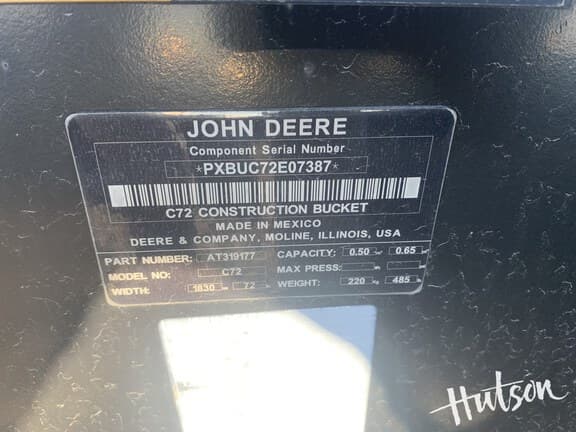 JOHN DEERE
Component Serial Number
*PXBUC72E07387*
C72 CONSTRUCTION BUCKET
MADE IN MEXICO
DEERE & COMPANY, MOLINE, ILLINOIS, USA
PART NUMBER: AT319177 CAPACITY: 0.50 0.65
MODEL NO: C72 MAX PRESS:
WIDTH: 1830 72 WEIGHT: 220 485
Hutson